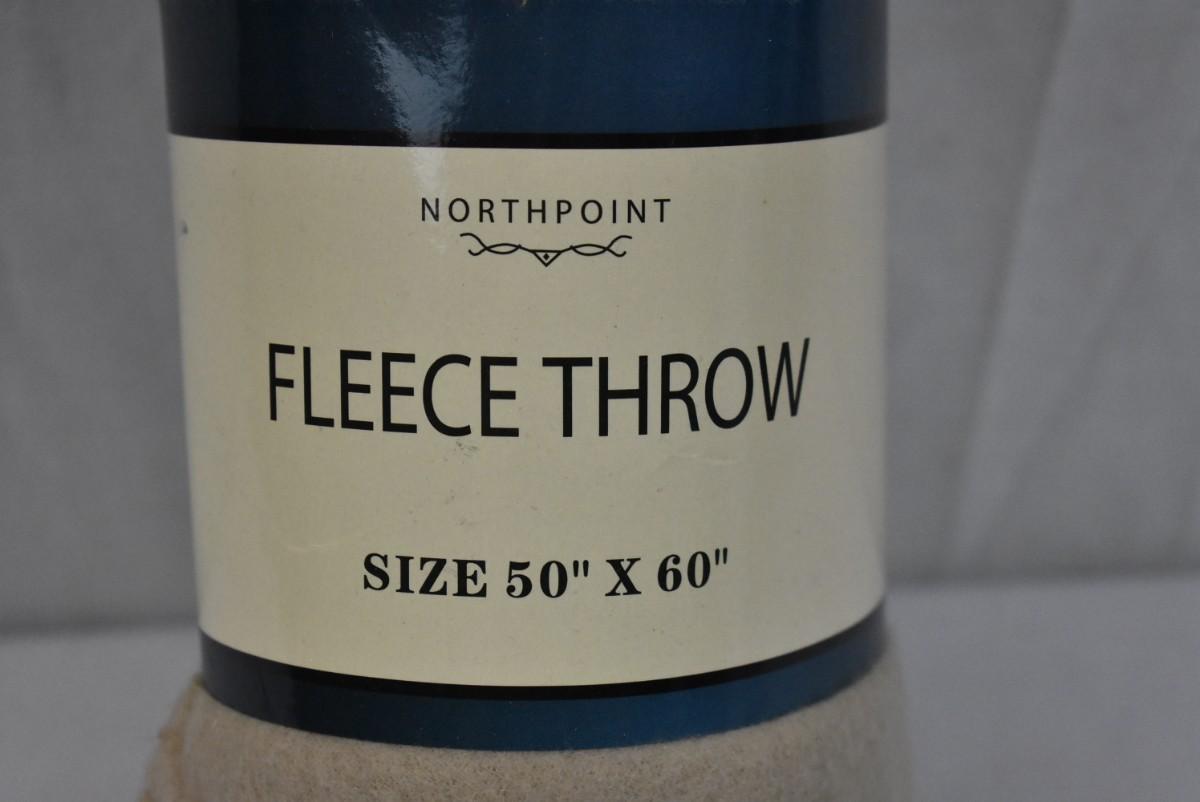 NORTHPOINT
FLEECE THROW
SIZE 50" X 60"